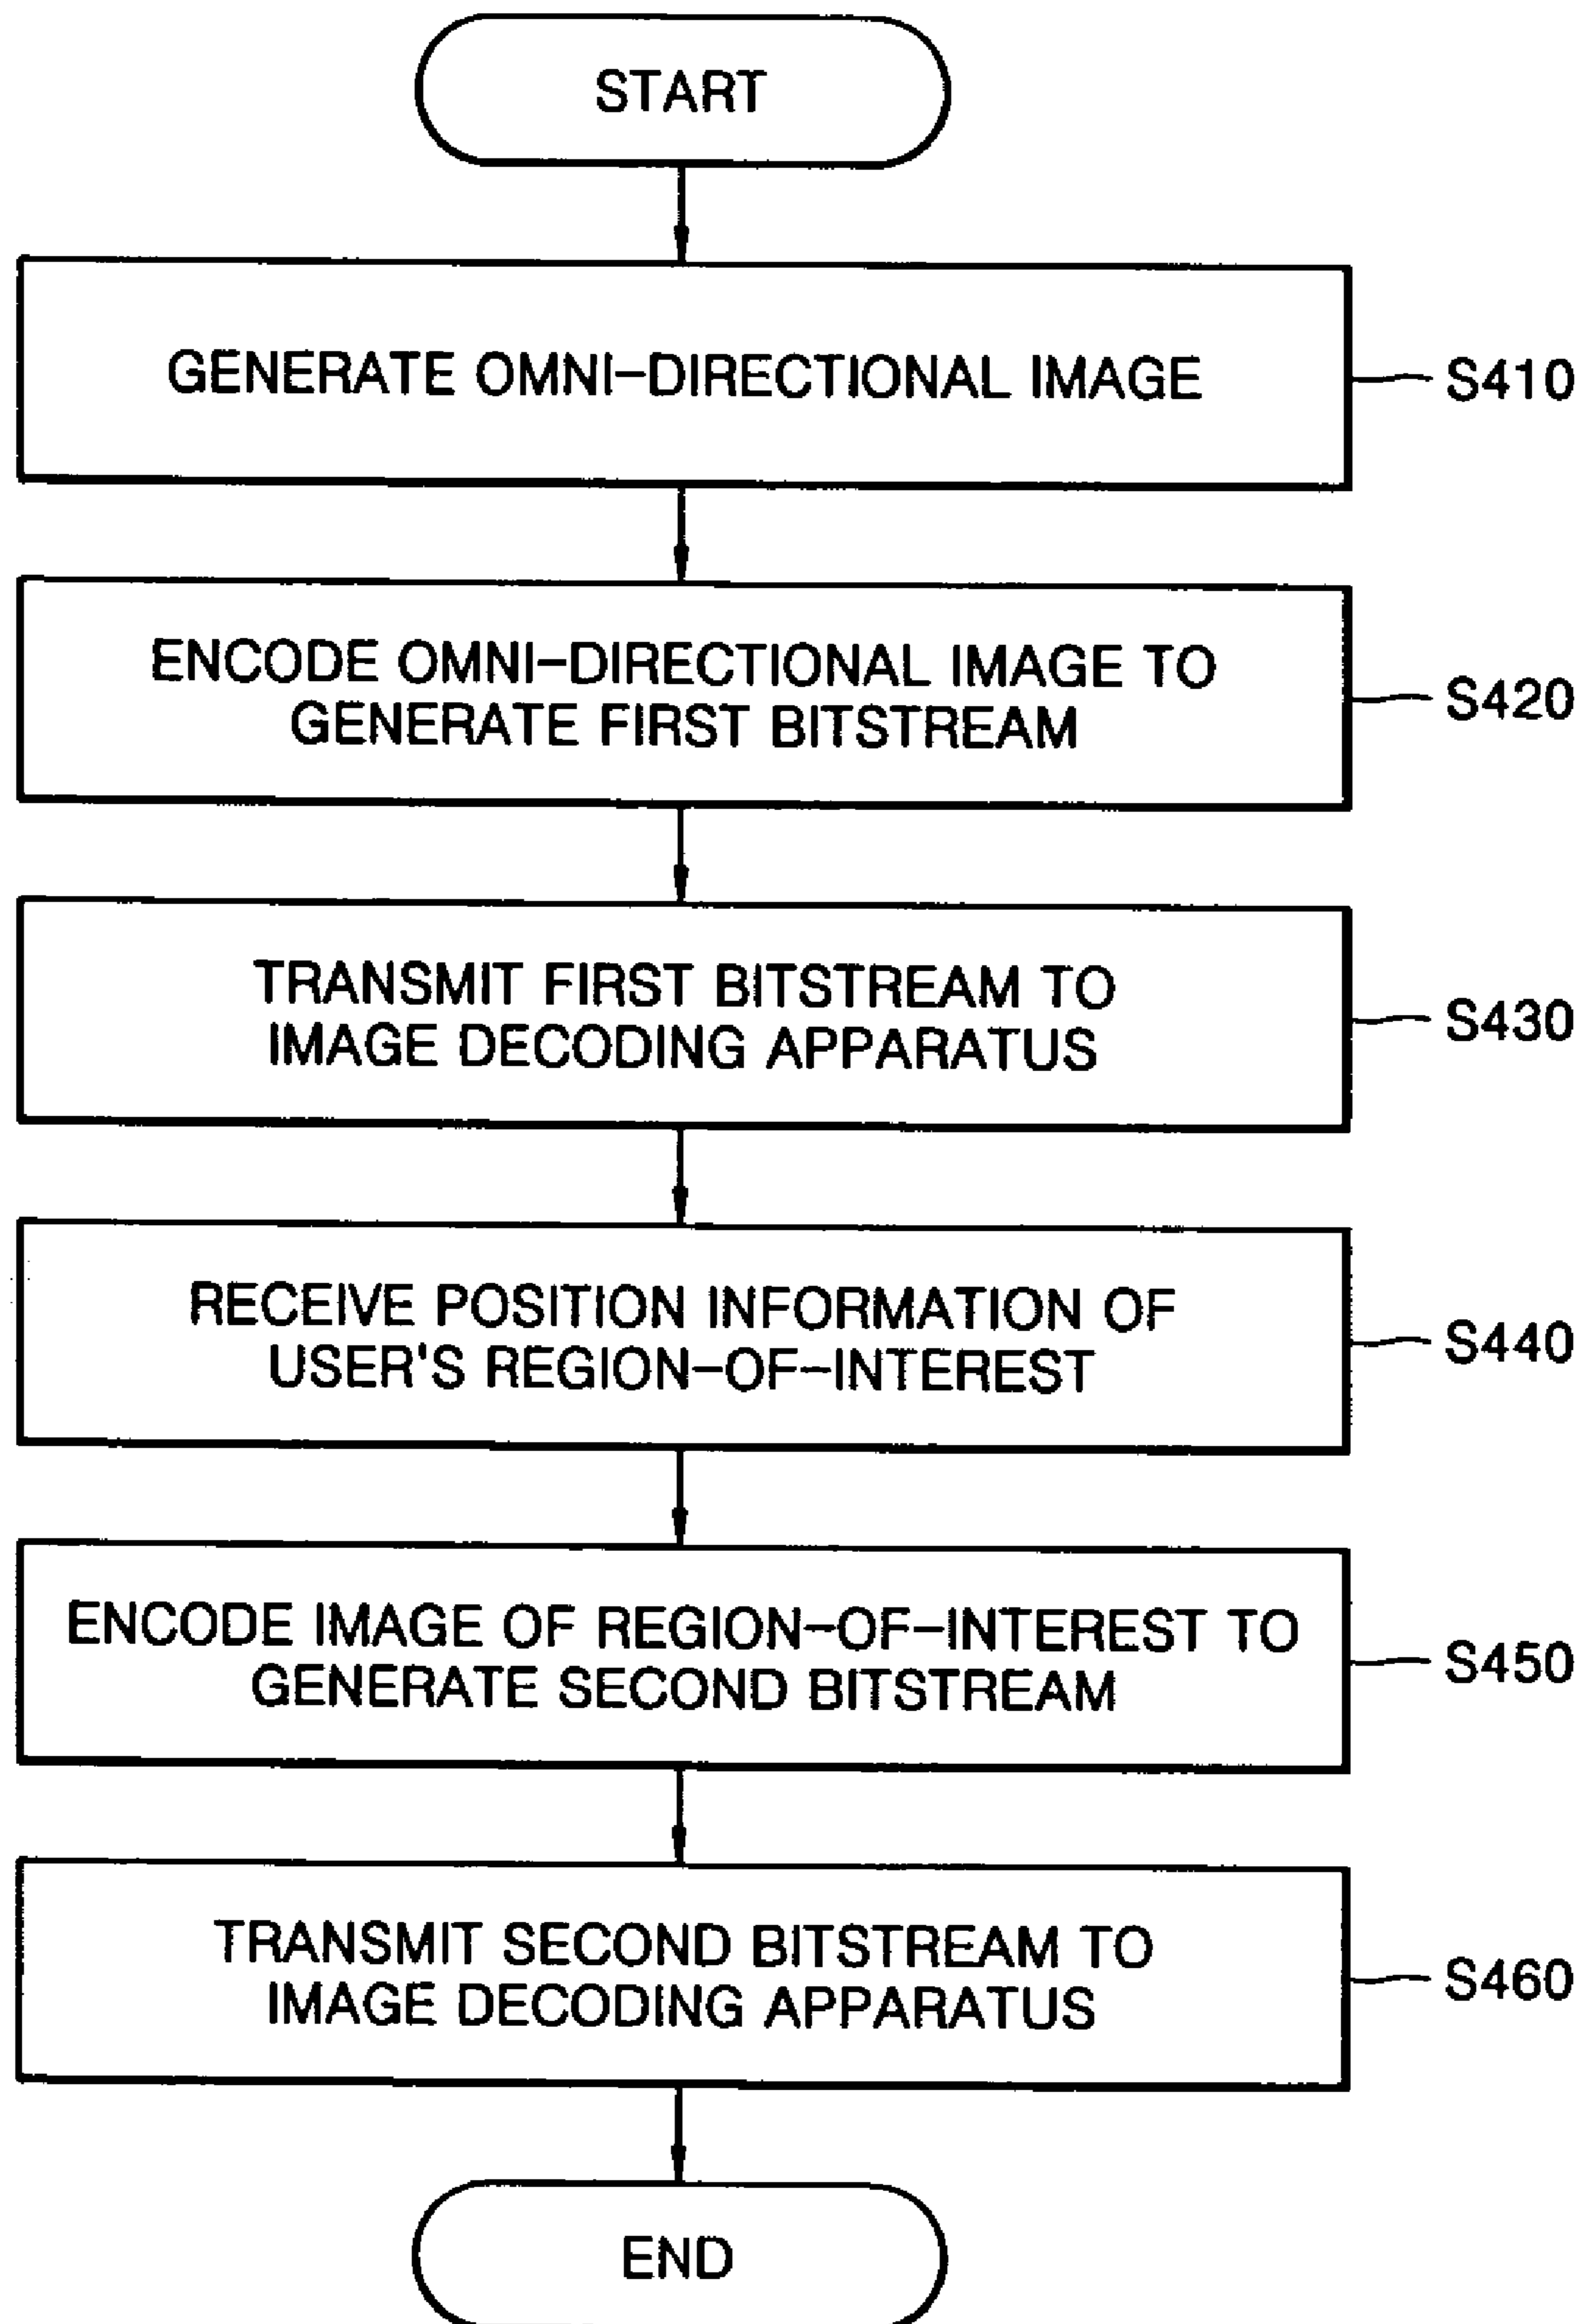 START
GENERATE OMNI-DIRECTIONAL IMAGE
S410
ENCODE OMNI-DIRECTIONAL IMAGE TO
GENERATE FIRST BITSTREAM
S420
TRANSMIT FIRST BITSTREAM TO
IMAGE DECODING APPARATUS
S430
RECEIVE POSITION INFORMATION OF
USER'S REGION-OF-INTEREST
S440
ENCODE IMAGE OF REGION-OF-INTEREST TO
GENERATE SECOND BITSTREAM
S450
TRANSMIT SECOND BITSTREAM TO
IMAGE DECODING APPARATUS
S460
END